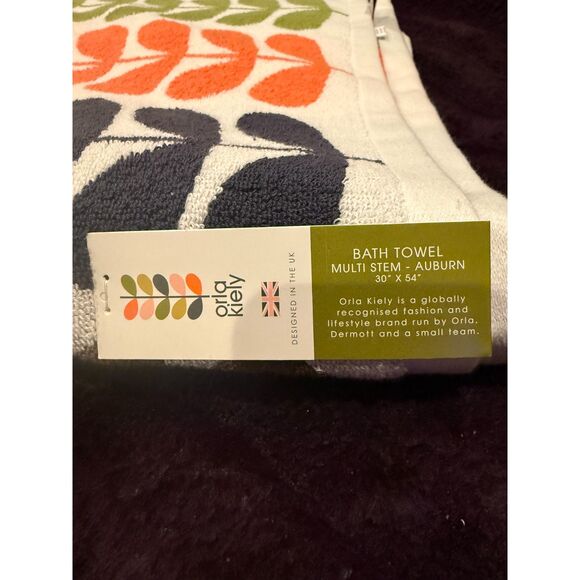 orla
kiely
DESIGNED IN THE UK
BATH TOWEL
MULTI STEM - AUBURN
30" X 54"
Orla Kiely is a globally
recognised fashion and
lifestyle brand run by Orla.
Dermott and a small team.